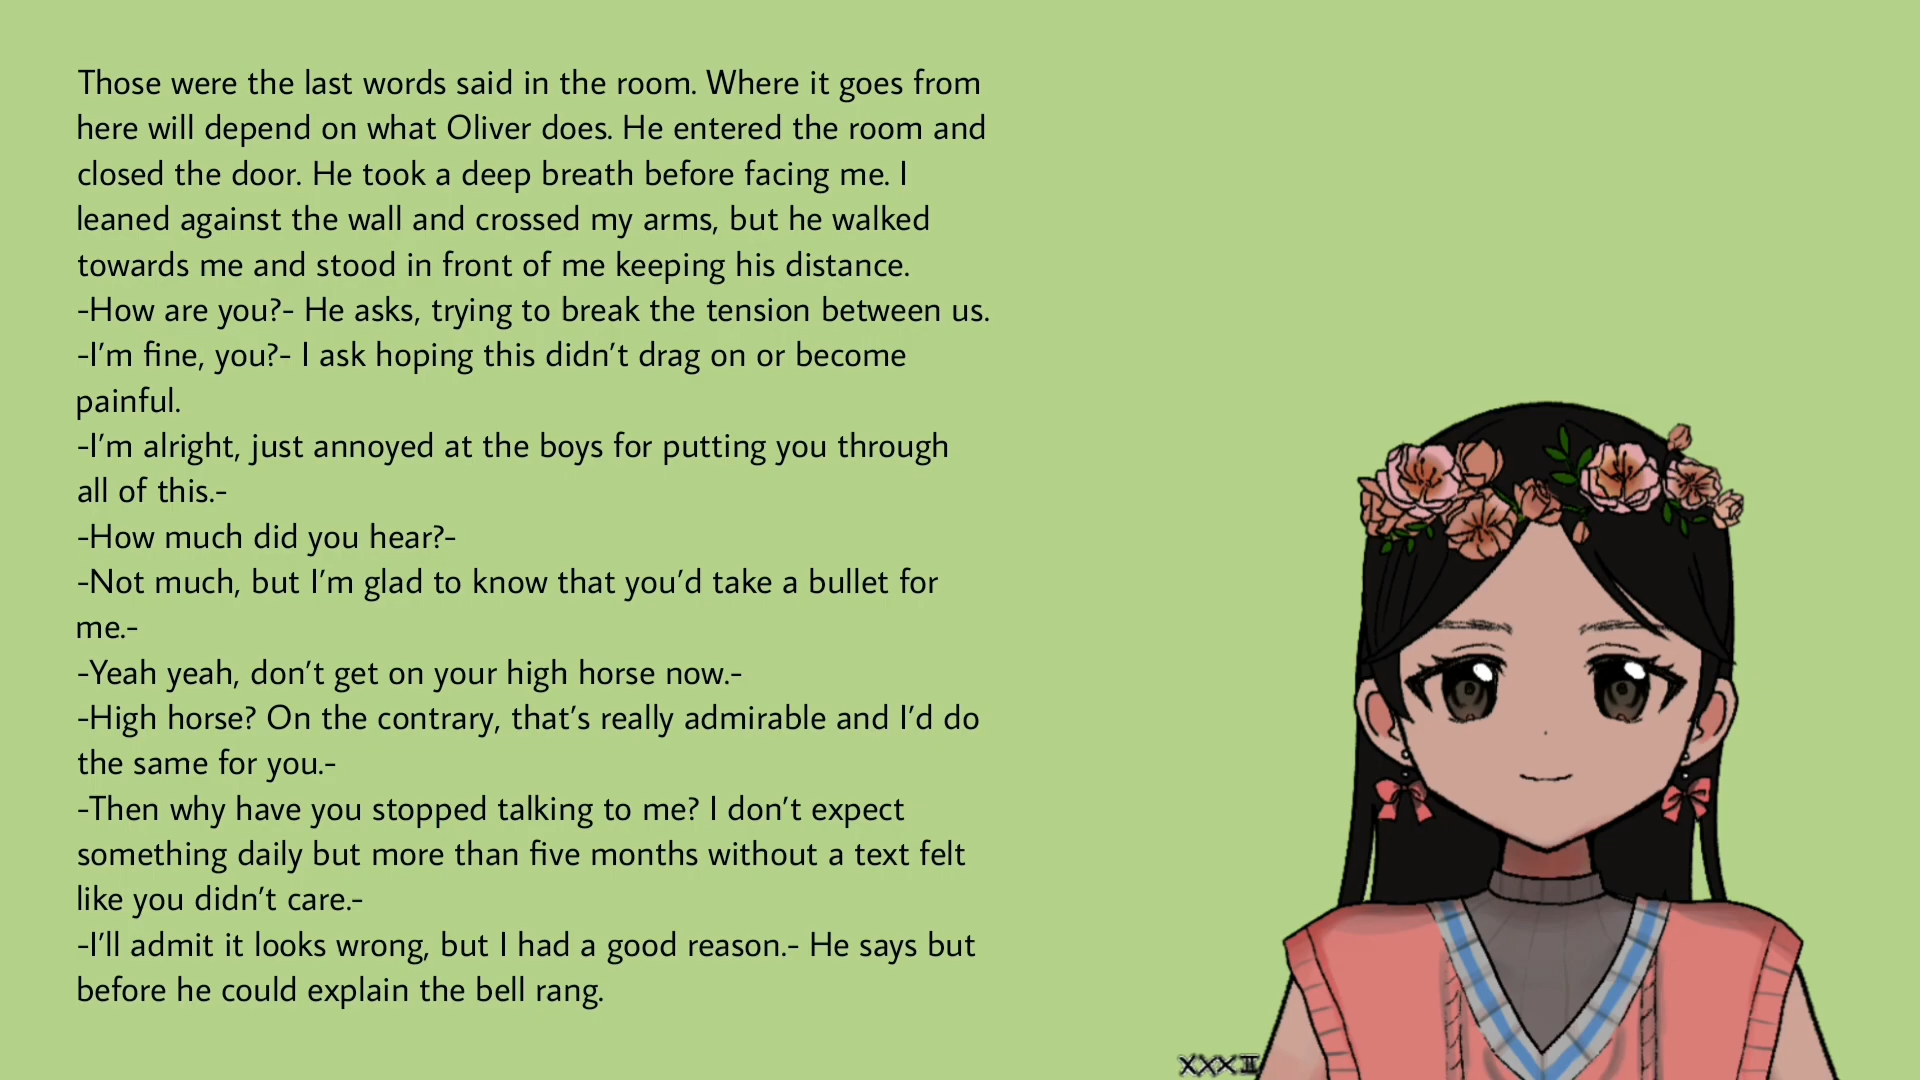 Those were the last words said in the room. Where it goes from
here will depend on what Oliver does. He entered the room and
closed the door. He took a deep breath before facing me. I
leaned against the wall and crossed my arms, but he walked
towards me and stood in front of me keeping his distance.
-How are you?- He asks, trying to break the tension between us.
-I'm fine, you?- I ask hoping this didn't drag on or become
painful.
-I'm alright, just annoyed at the boys for putting you through
all of this.-
-How much did you hear?-
-Not much, but I'm glad to know that you'd take a bullet for
me.-
-Yeah yeah, don't get on your high horse now.-
-High horse? On the contrary, that's really admirable and I'd do
the same for you.-
-Then why have you stopped talking to me? I don't expect
something daily but more than five months without a text felt
like you didn't care.-
-I'll admit it looks wrong, but I had a good reason.- He says but
before he could explain the bell rang.
XXXII